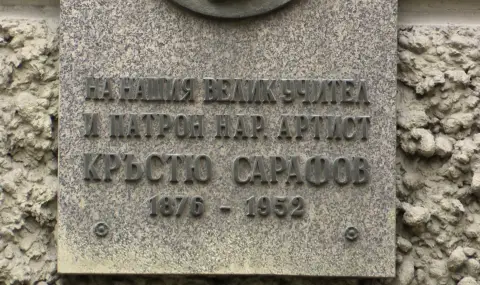 НА НАШИЯ ВЕЛИК УЧИТЕЛ
И ПАТРОН НАР. АРТИСТ
КРЪСТЮ САРАФОВ
1876 - 1952